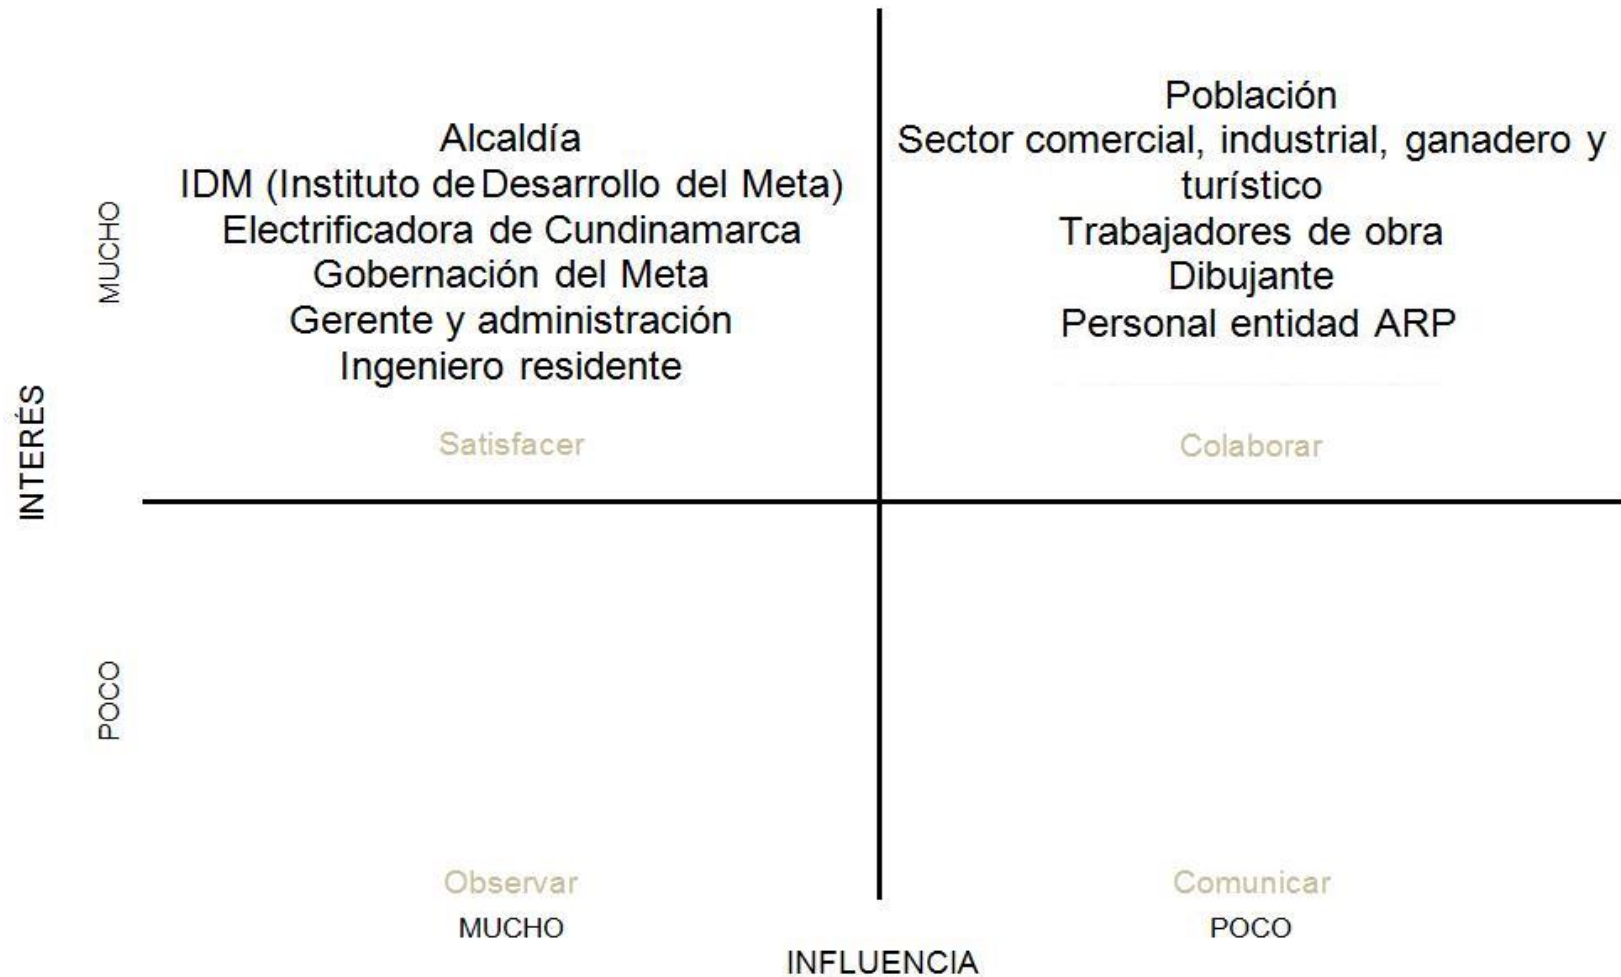 Alcaldía
IDM (Instituto de Desarrollo del Meta)
Electrificadora de Cundinamarca
Gobernación del Meta
Gerente y administración
Ingeniero residente
Satisfacer
Población
Sector comercial, industrial, ganadero y
turístico
Trabajadores de obra
Dibujante
Personal entidad ARP
Colaborar
MUCHO
INTERÉS
POCO
Observar
Comunicar
MUCHO
POCO
INFLUENCIA